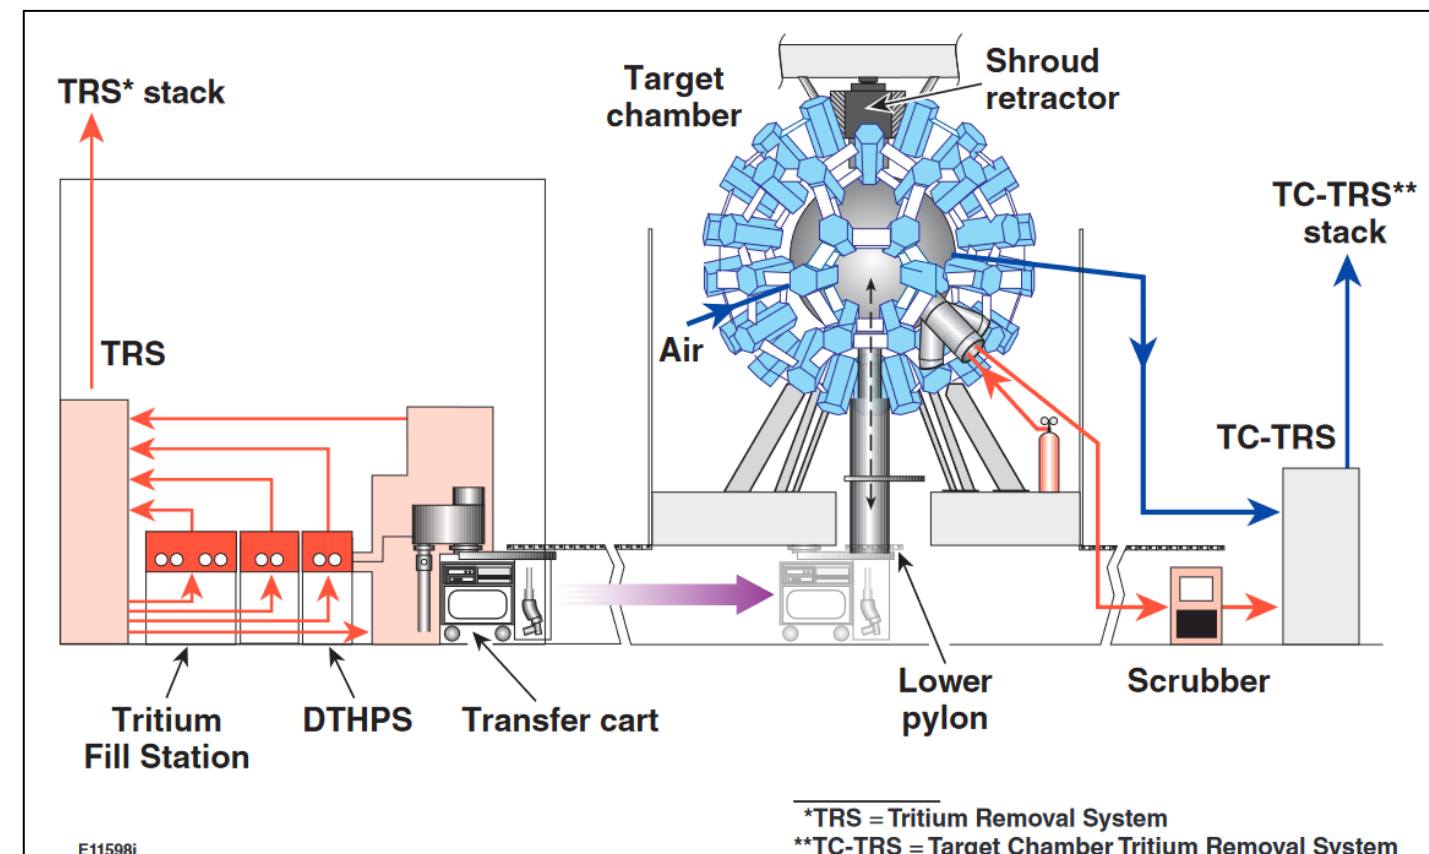 TRS* stack
Target
chamber
Shroud
retractor
TC-TRS**
stack
TRS
Air
TC-TRS
Tritium
Fill Station
DTHPS
Transfer cart
Lower
pylon
Scrubber
*TRS = Tritium Removal System
**TC-TRS = Target Chamber Tritium Removal System
E11598i